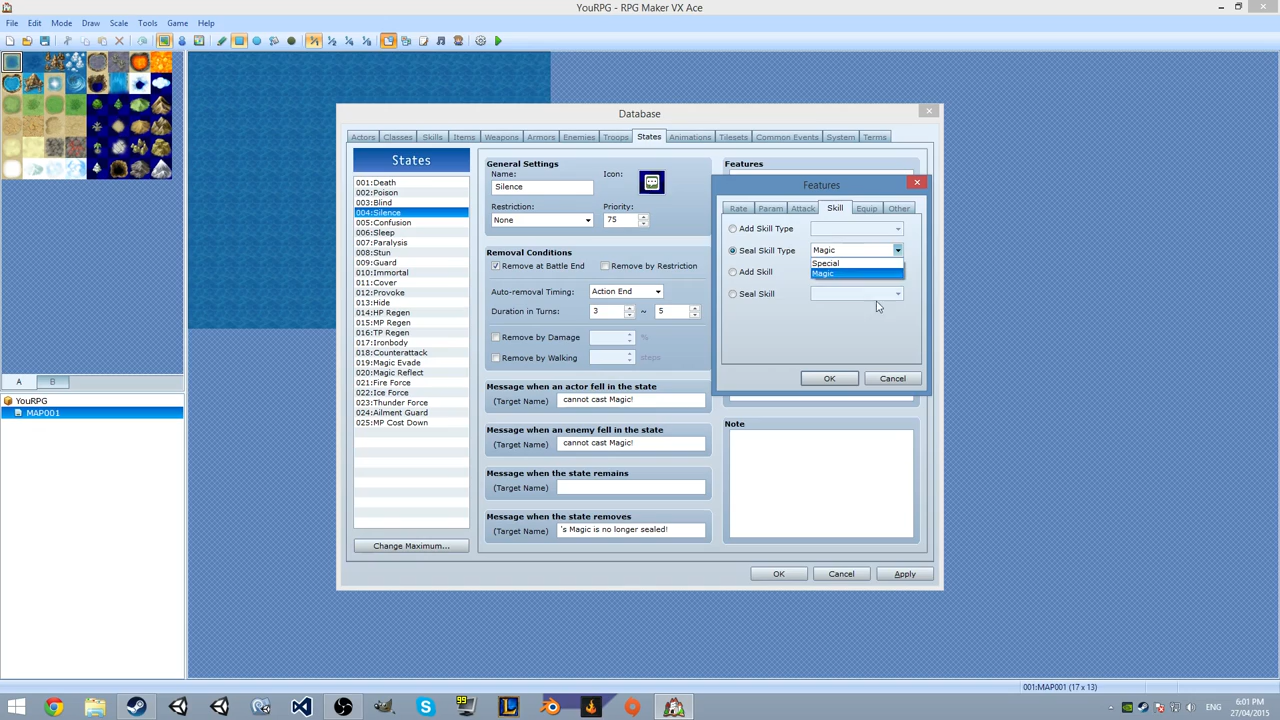 YouRPG - RPG Maker VX Ace
File Edit Mode Draw Scale Tools Game Help
Database
Actors Classes Skills Items Weapons Armors Enemies Troops States Animations Tilesets Common Events System Terms
States
001:Death
002:Poison
003:Blind
004:Silence
005:Confusion
006:Sleep
007:Paralysis
008:Stun
009:Guard
010:Immortal
011:Cover
012:Provoke
013:Hide
014:HP Regen
015:MP Regen
016:TP Regen
017:Ironbody
018:Counterattack
019:Magic Evade
020:Magic Reflect
021:Fire Force
022:Ice Force
023:Thunder Force
024:Ailment Guard
025:MP Cost Down
Change Maximum...
General Settings
Name: Icon:
Silence
Restriction: Priority:
None 75
Removal Conditions
Remove at Battle End Remove by Restriction
Auto-removal Timing: Action End
Duration in Turns: 3 ~ 5
Remove by Damage %
Remove by Walking steps
Message when an actor fell in the state
(Target Name) cannot cast Magic!
Message when an enemy fell in the state
(Target Name) cannot cast Magic!
Message when the state remains
(Target Name)
Message when the state removes
(Target Name) 's Magic is no longer sealed!
Features
Features
Rate Param Attack Skill Equip Other
Add Skill Type
Seal Skill Type Magic
Special
Magic
Add Skill
Seal Skill
OK Cancel
Note
OK Cancel Apply
A B
YouRPG
MAP001
001:MAP001 (17 x 13)
99
ENG
6:01 PM
27/04/2015